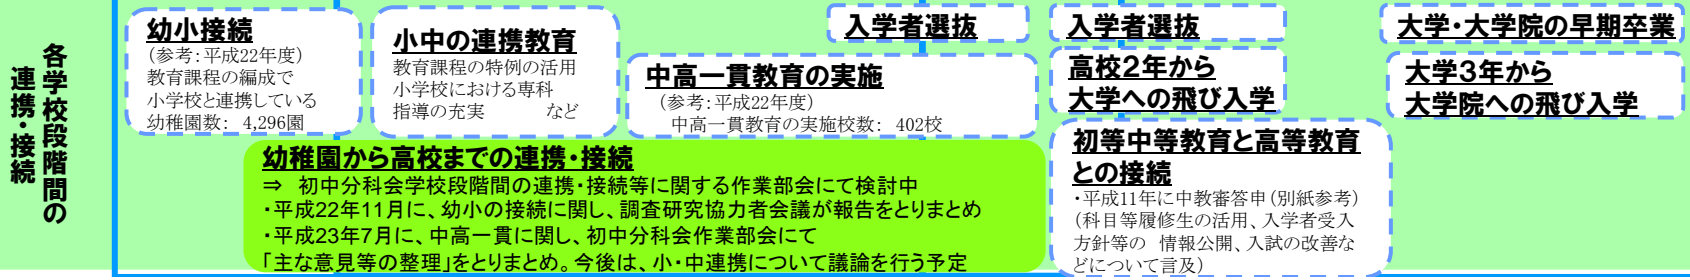 各学校段階間の
連携・接続
幼小接続
（参考：平成22年度）
教育課程の編成で
小学校と連携している
幼稚園数： 4,296園
小中の連携教育
教育課程の特例の活用
小学校における専科
指導の充実　　　など
入学者選抜
中高一貫教育の実施
（参考：平成22年度）
中高一貫教育の実施校数： 402校
入学者選抜
高校２年から
大学への飛び入学
大学・大学院の早期卒業
大学３年から
大学院への飛び入学
幼稚園から高校までの連携・接続
⇒　初中分科会学校段階間の連携・接続等に関する作業部会にて検討中
・平成22年11月に、幼小の接続に関し、調査研究協力者会議が報告をとりまとめ
・平成23年7月に、中高一貫に関し、初中分科会作業部会にて
「主な意見等の整理」をとりまとめ。今後は、小・中連携について議論を行う予定
初等中等教育と高等教育
との接続
・平成11年に中教審答申（別紙参考）
（科目等履修生の活用、入学者受入
方針等の 情報公開、入試の改善な
どについて言及）